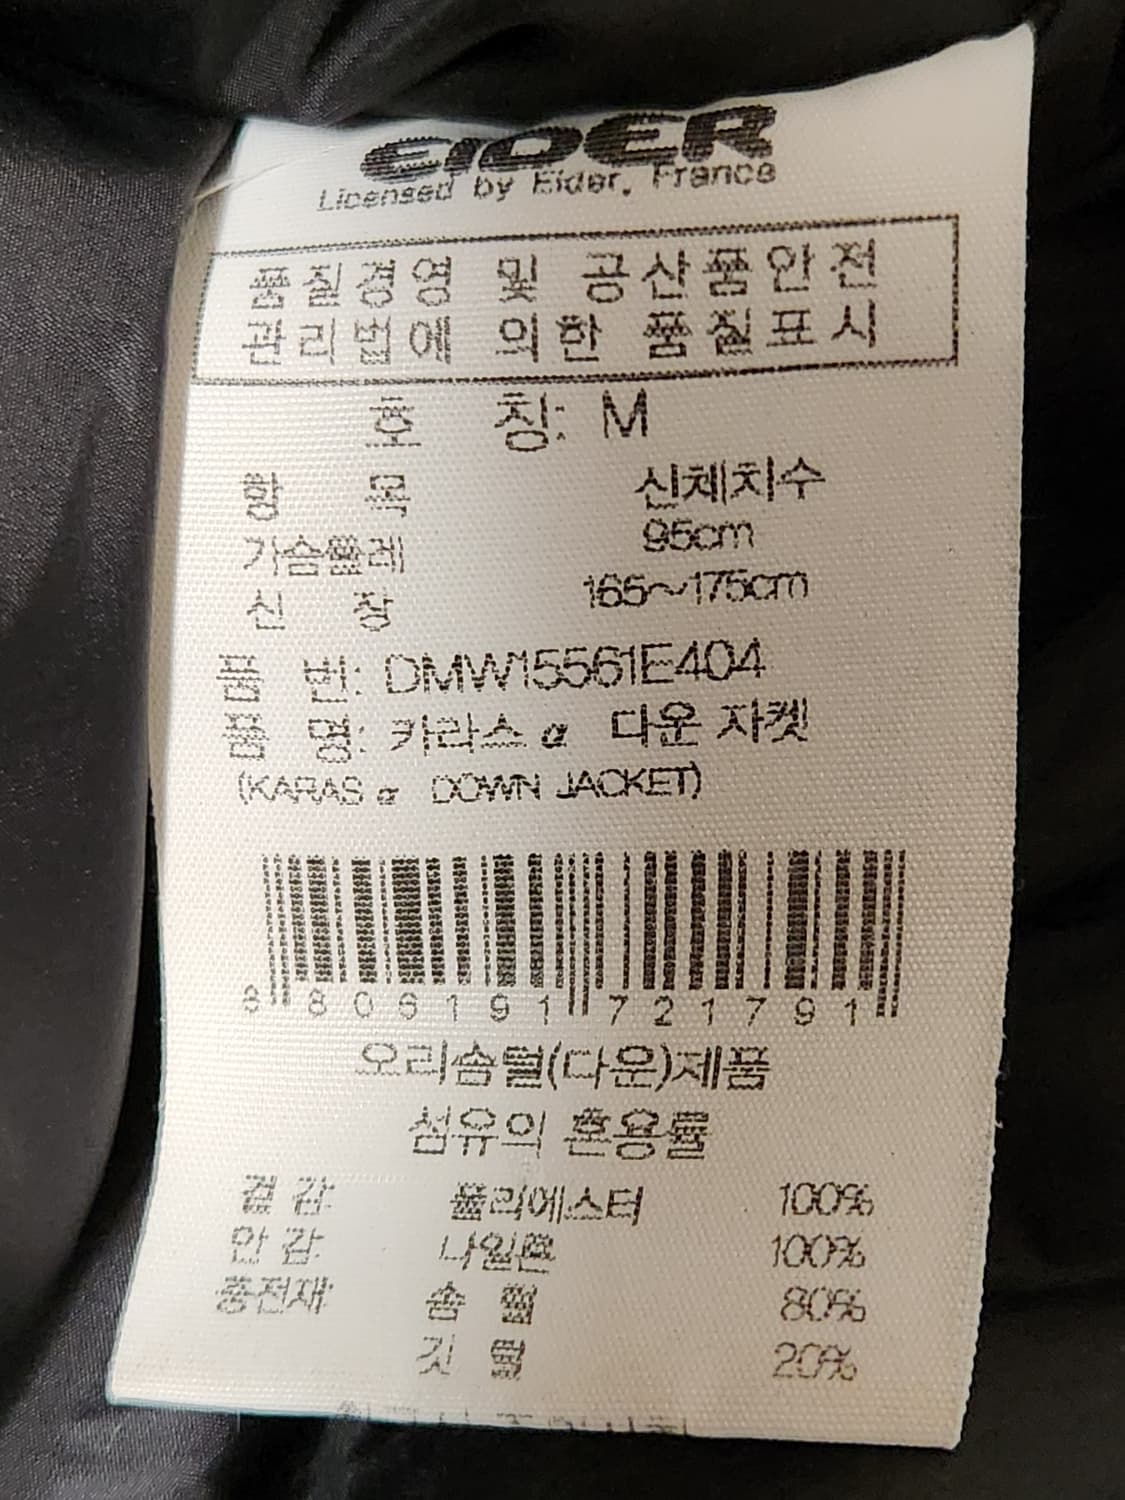 EIDER
Licensed by Eider, France
품질경영 및 공산품안전
관리법에 의한 품질표시
호 칭: M
항 목 신체치수
가슴둘레 95cm
신 장 165~175cm
품 번: DMW15561E404
품 명: 카라스 α 다운 자켓
(KARAS α DOWN JACKET)
8 806191 721791
오리솜털(다운)제품
섬유의 혼용률
겉 감 폴리에스터 100%
안 감 나일론 100%
충전재 솜 털 80%
깃 털 20%